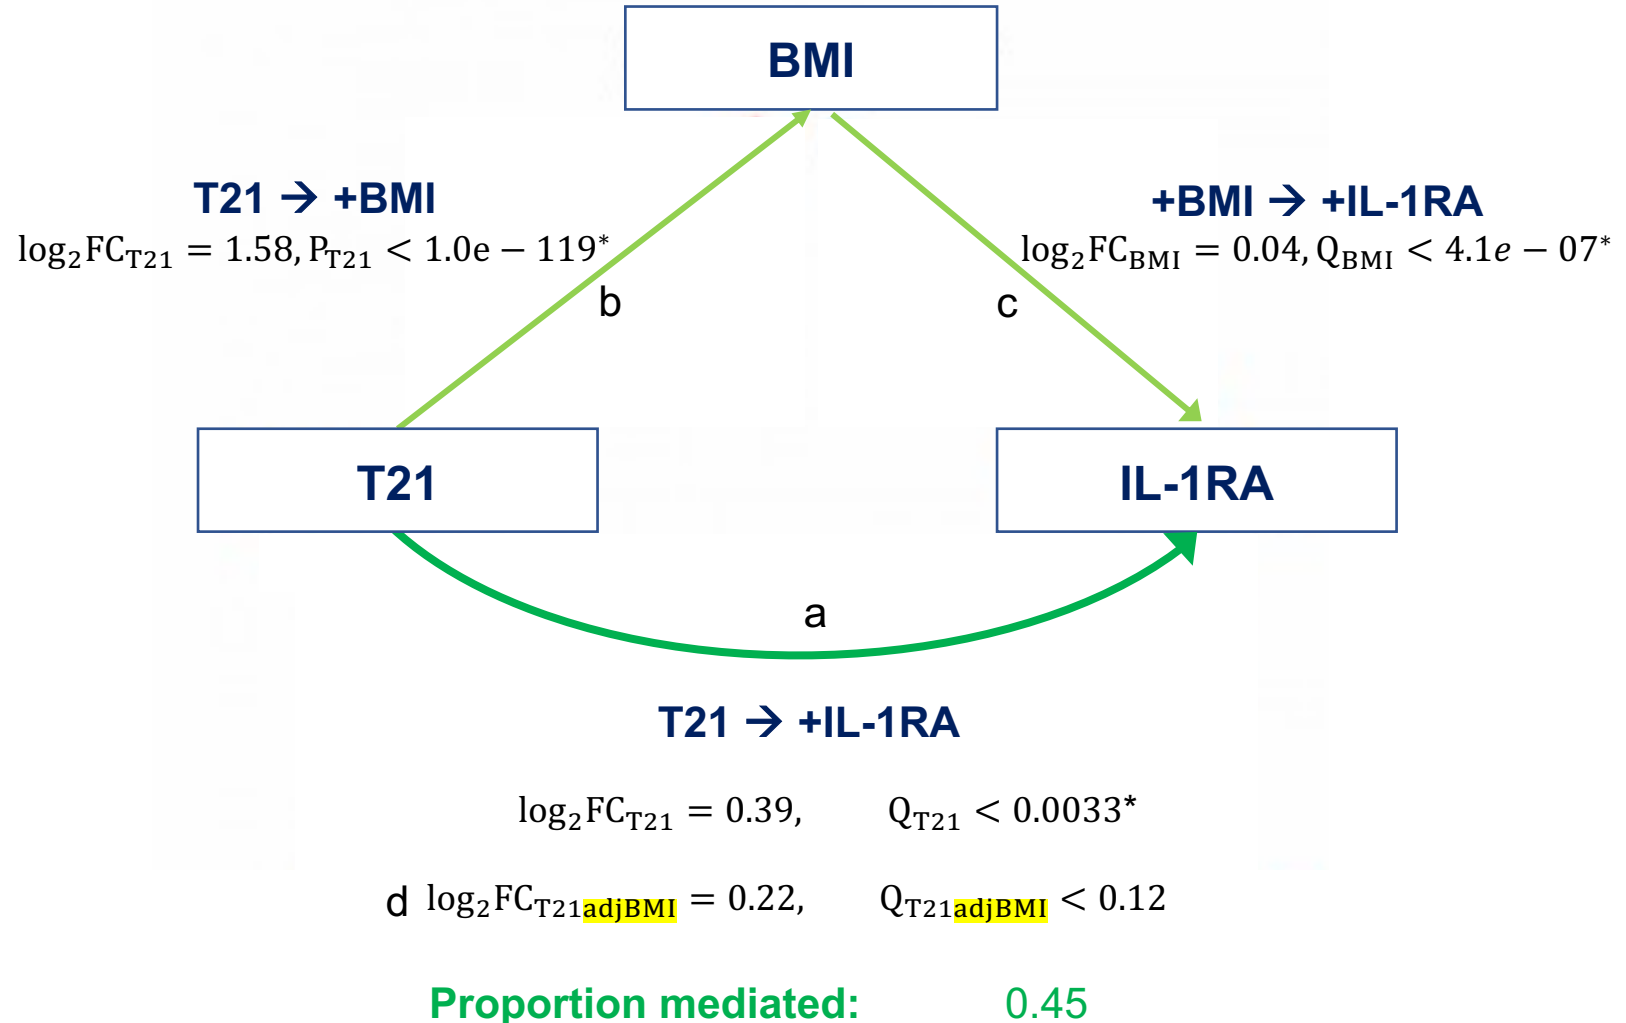 BMI
T21 → +BMI
log₂FC_T21 = 1.58, P_T21 < 1.0e − 119*
+BMI → +IL-1RA
log₂FC_BMI = 0.04, Q_BMI < 4.1e − 07*
b
c
T21
IL-1RA
a
T21 → +IL-1RA
log₂FC_T21 = 0.39, Q_T21 < 0.0033*
d log₂FC_T21adjBMI = 0.22, Q_T21adjBMI < 0.12
Proportion mediated: 0.45